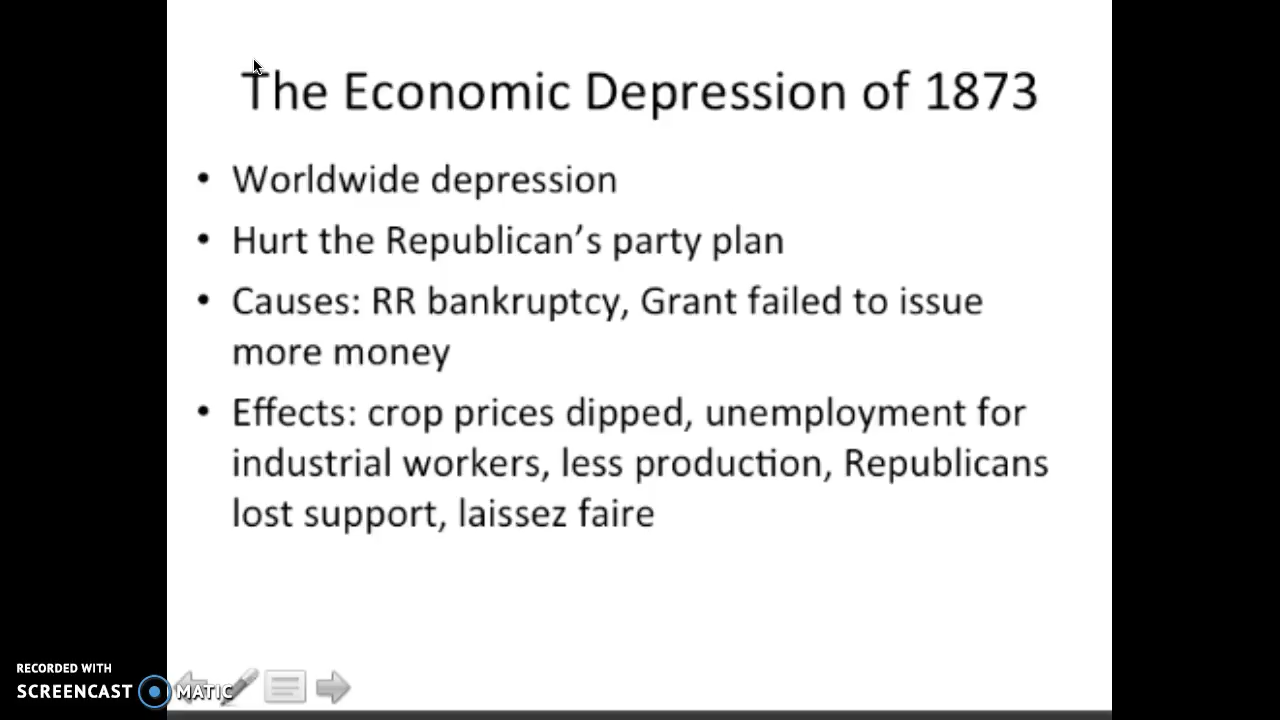 The Economic Depression of 1873
• Worldwide depression
• Hurt the Republican’s party plan
• Causes: RR bankruptcy, Grant failed to issue
more money
• Effects: crop prices dipped, unemployment for
industrial workers, less production, Republicans
lost support, laissez faire
RECORDED WITH
SCREENCAST MATIC